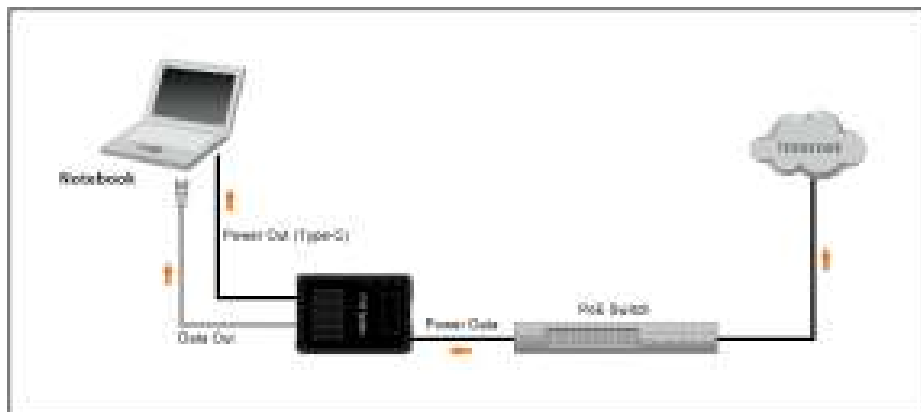 Notebook
Power Out (Type-C)
Data Out
Power Data
PoE Switch